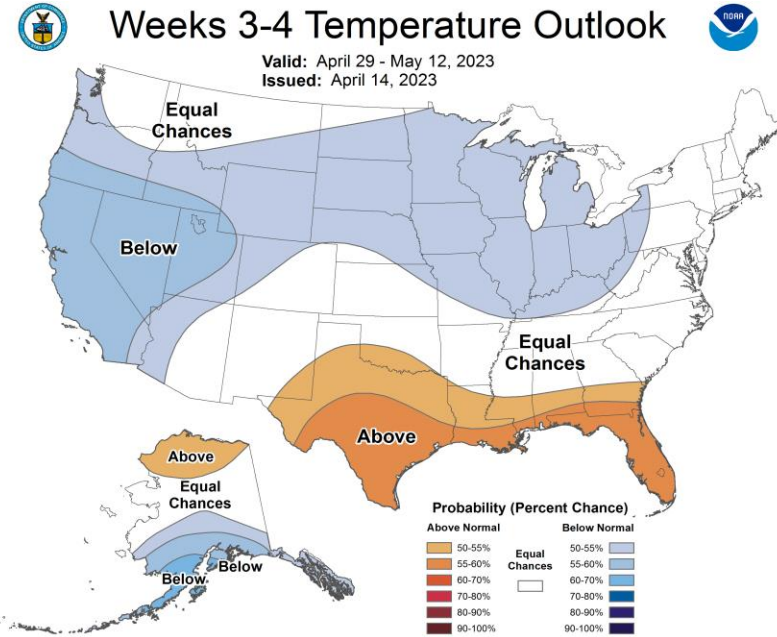 Weeks 3-4 Temperature Outlook
NOAA
Valid: April 29 - May 12, 2023
Issued: April 14, 2023
Equal
Chances
Below
Equal
Chances
Above
Above
Equal
Chances
Below
Below
Probability (Percent Chance)
Above Normal
Below Normal
50-55%
55-60%
60-70%
70-80%
80-90%
90-100%
Equal
Chances
50-55%
55-60%
60-70%
70-80%
80-90%
90-100%